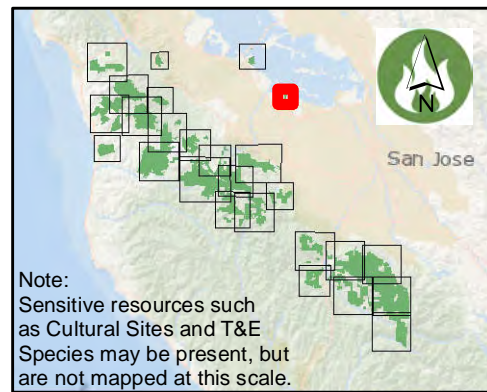 N
San Jose
Note:
Sensitive resources such
as Cultural Sites and T&E
Species may be present, but
are not mapped at this scale.